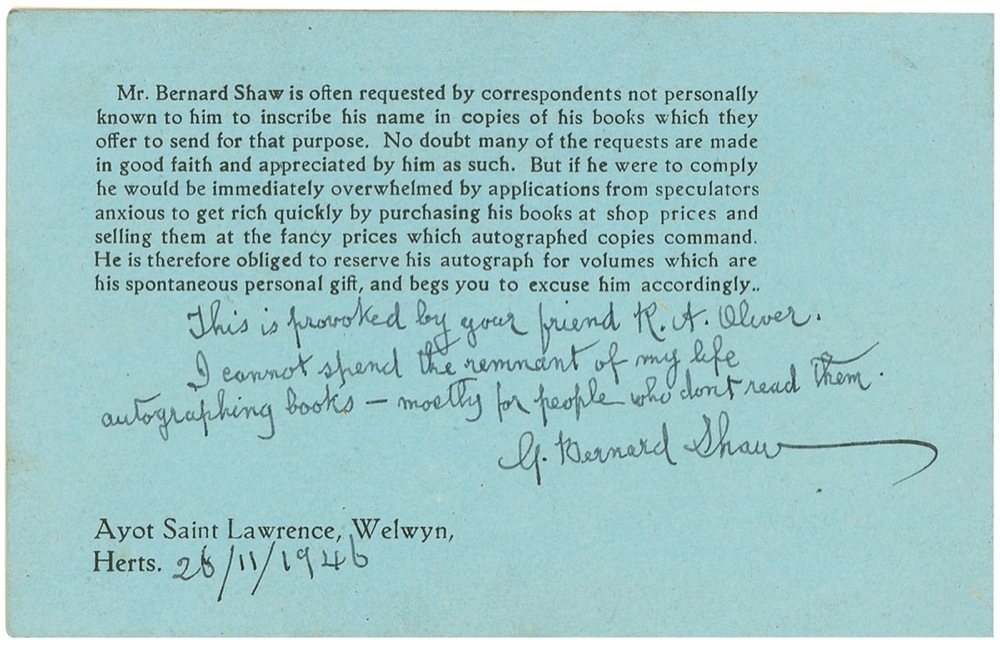 Mr. Bernard Shaw is often requested by correspondents not personally
known to him to inscribe his name in copies of his books which they
offer to send for that purpose. No doubt many of the requests are made
in good faith and appreciated by him as such. But if he were to comply
he would be immediately overwhelmed by applications from speculators
anxious to get rich quickly by purchasing his books at shop prices and
selling them at the fancy prices which autographed copies command.
He is therefore obliged to reserve his autograph for volumes which are
his spontaneous personal gift, and begs you to excuse him accordingly..
This is provoked by your friend R. A. Oliver.
I cannot spend the remnant of my life
autographing books — mostly for people who dont read them.
G. Bernard Shaw
Ayot Saint Lawrence, Welwyn,
Herts. 26/11/1946